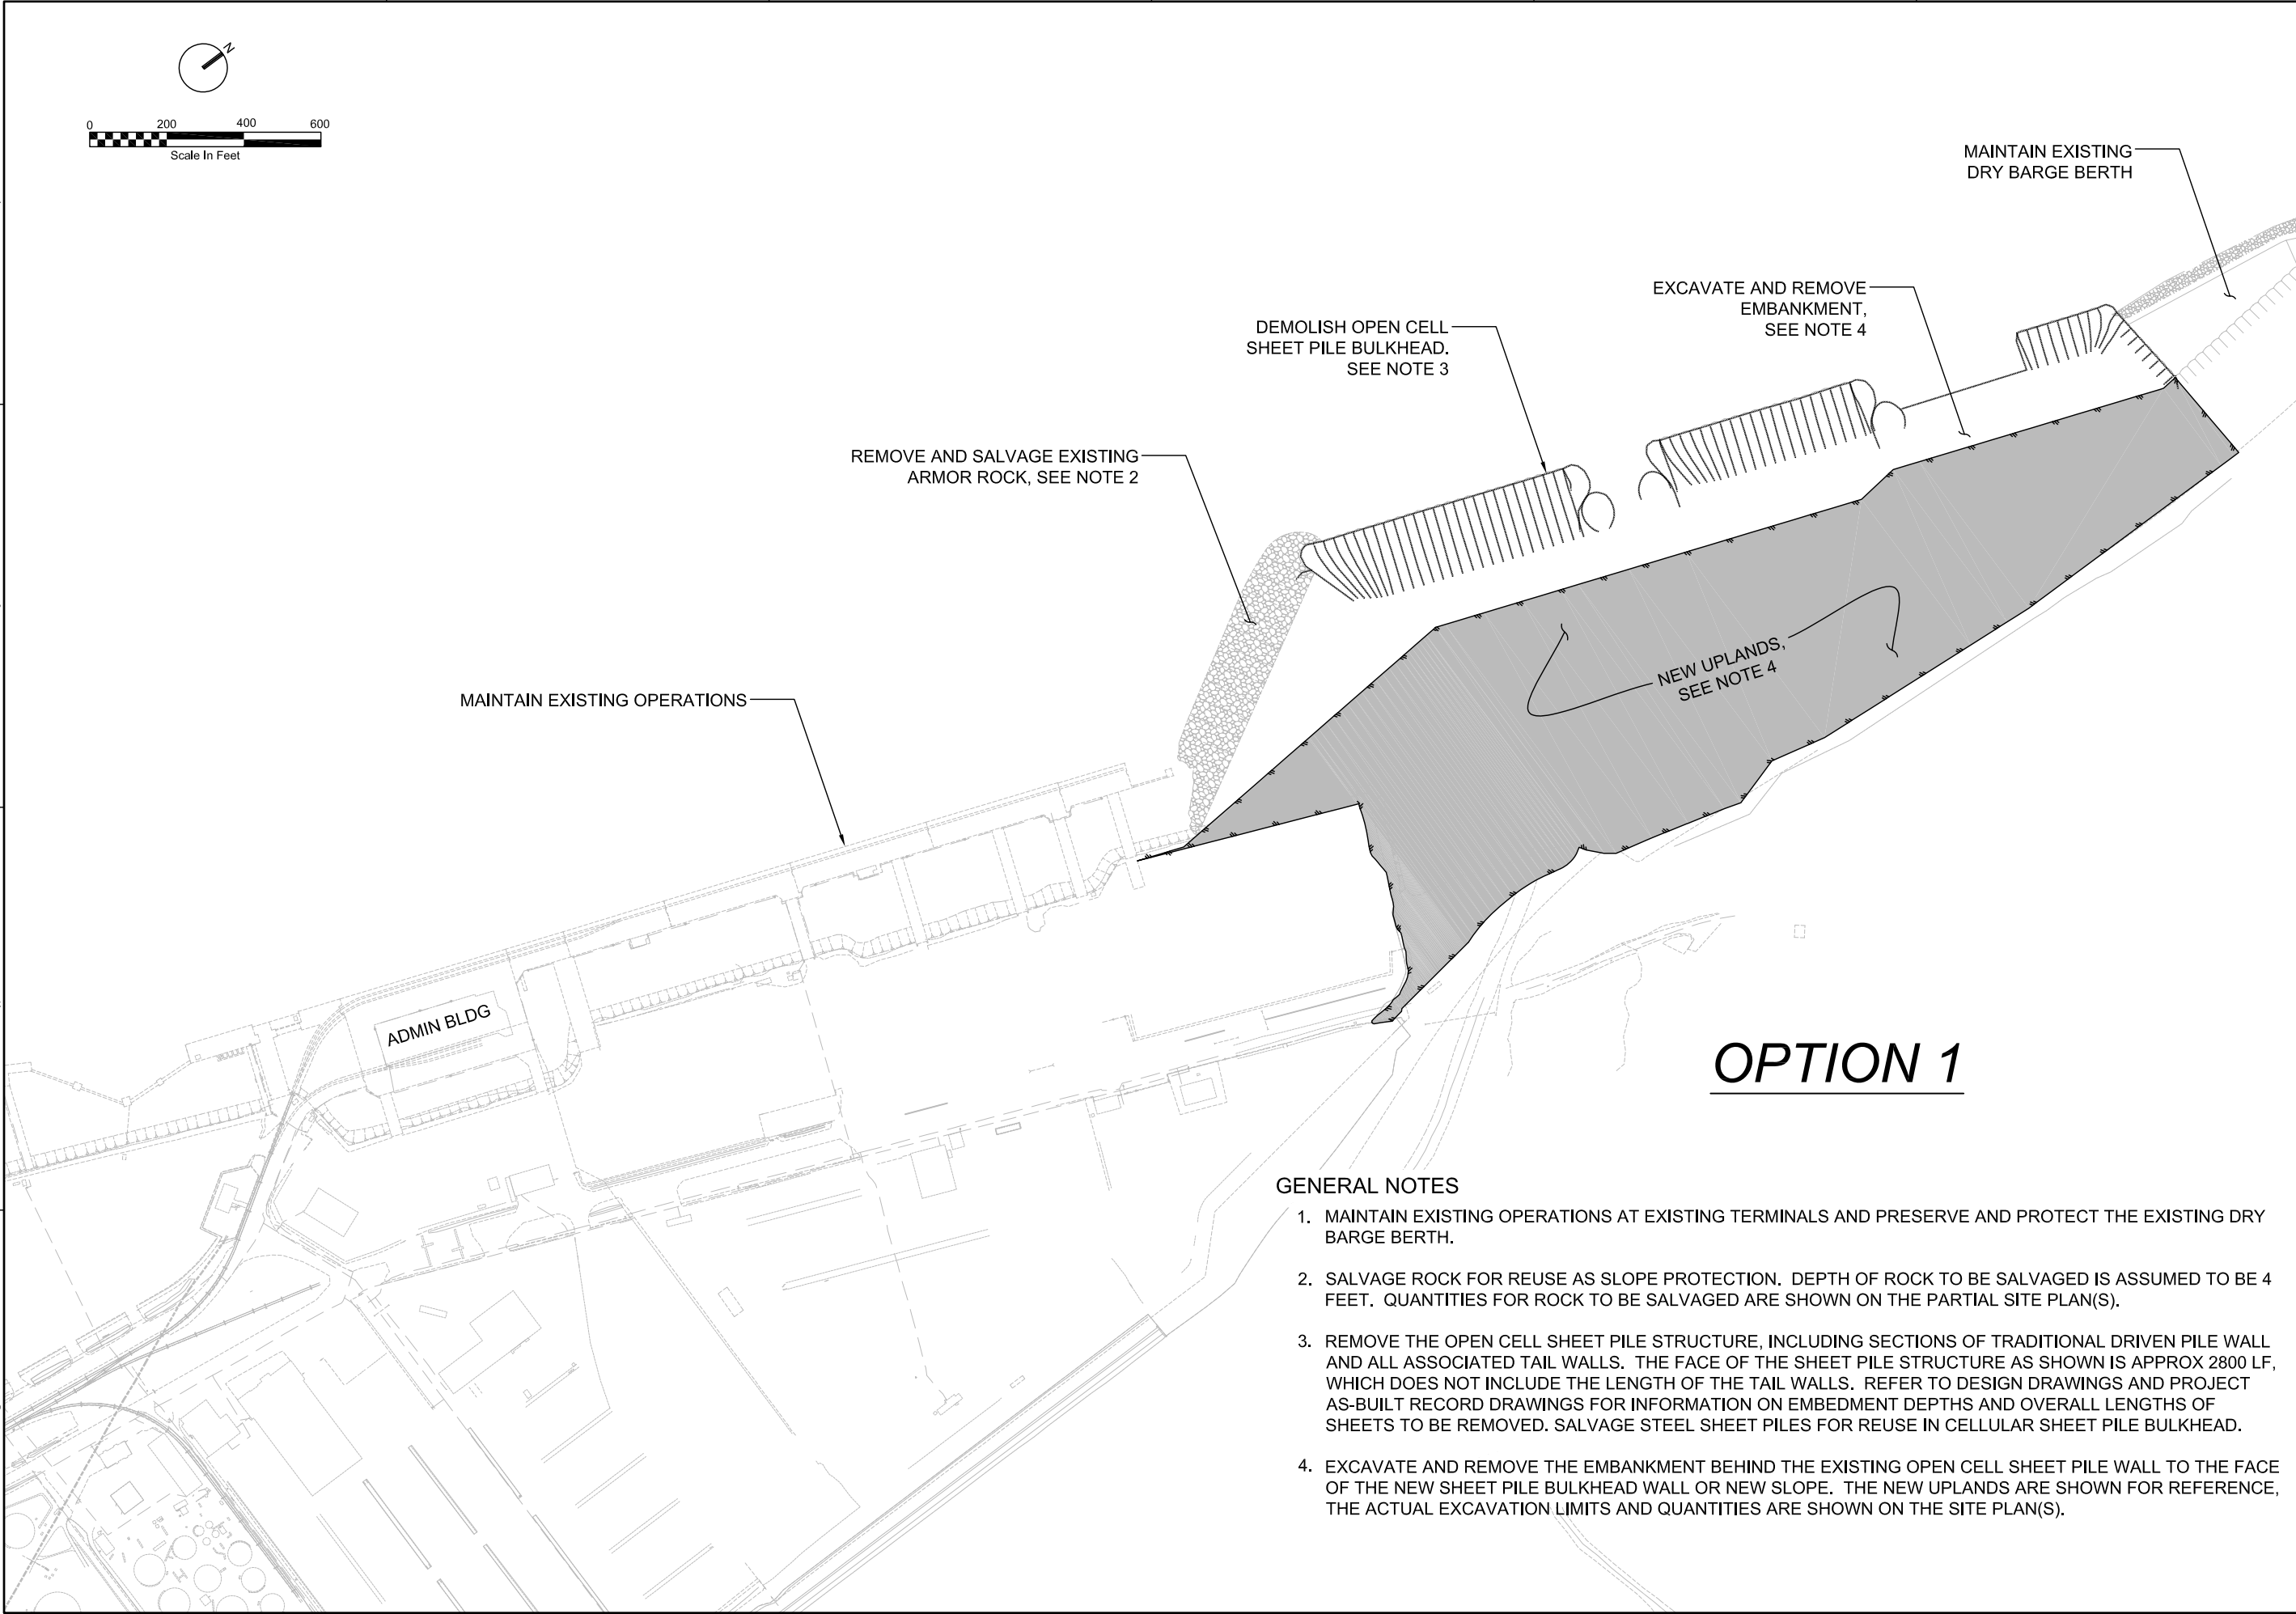 N
0 200 400 600
Scale In Feet
MAINTAIN EXISTING
DRY BARGE BERTH
EXCAVATE AND REMOVE
EMBANKMENT,
SEE NOTE 4
DEMOLISH OPEN CELL
SHEET PILE BULKHEAD.
SEE NOTE 3
REMOVE AND SALVAGE EXISTING
ARMOR ROCK, SEE NOTE 2
NEW UPLANDS,
SEE NOTE 4
MAINTAIN EXISTING OPERATIONS
ADMIN BLDG
OPTION 1
GENERAL NOTES
1. MAINTAIN EXISTING OPERATIONS AT EXISTING TERMINALS AND PRESERVE AND PROTECT THE EXISTING DRY
BARGE BERTH.
2. SALVAGE ROCK FOR REUSE AS SLOPE PROTECTION. DEPTH OF ROCK TO BE SALVAGED IS ASSUMED TO BE 4
FEET. QUANTITIES FOR ROCK TO BE SALVAGED ARE SHOWN ON THE PARTIAL SITE PLAN(S).
3. REMOVE THE OPEN CELL SHEET PILE STRUCTURE, INCLUDING SECTIONS OF TRADITIONAL DRIVEN PILE WALL
AND ALL ASSOCIATED TAIL WALLS. THE FACE OF THE SHEET PILE STRUCTURE AS SHOWN IS APPROX 2800 LF,
WHICH DOES NOT INCLUDE THE LENGTH OF THE TAIL WALLS. REFER TO DESIGN DRAWINGS AND PROJECT
AS-BUILT RECORD DRAWINGS FOR INFORMATION ON EMBEDMENT DEPTHS AND OVERALL LENGTHS OF
SHEETS TO BE REMOVED. SALVAGE STEEL SHEET PILES FOR REUSE IN CELLULAR SHEET PILE BULKHEAD.
4. EXCAVATE AND REMOVE THE EMBANKMENT BEHIND THE EXISTING OPEN CELL SHEET PILE WALL TO THE FACE
OF THE NEW SHEET PILE BULKHEAD WALL OR NEW SLOPE. THE NEW UPLANDS ARE SHOWN FOR REFERENCE,
THE ACTUAL EXCAVATION LIMITS AND QUANTITIES ARE SHOWN ON THE SITE PLAN(S).